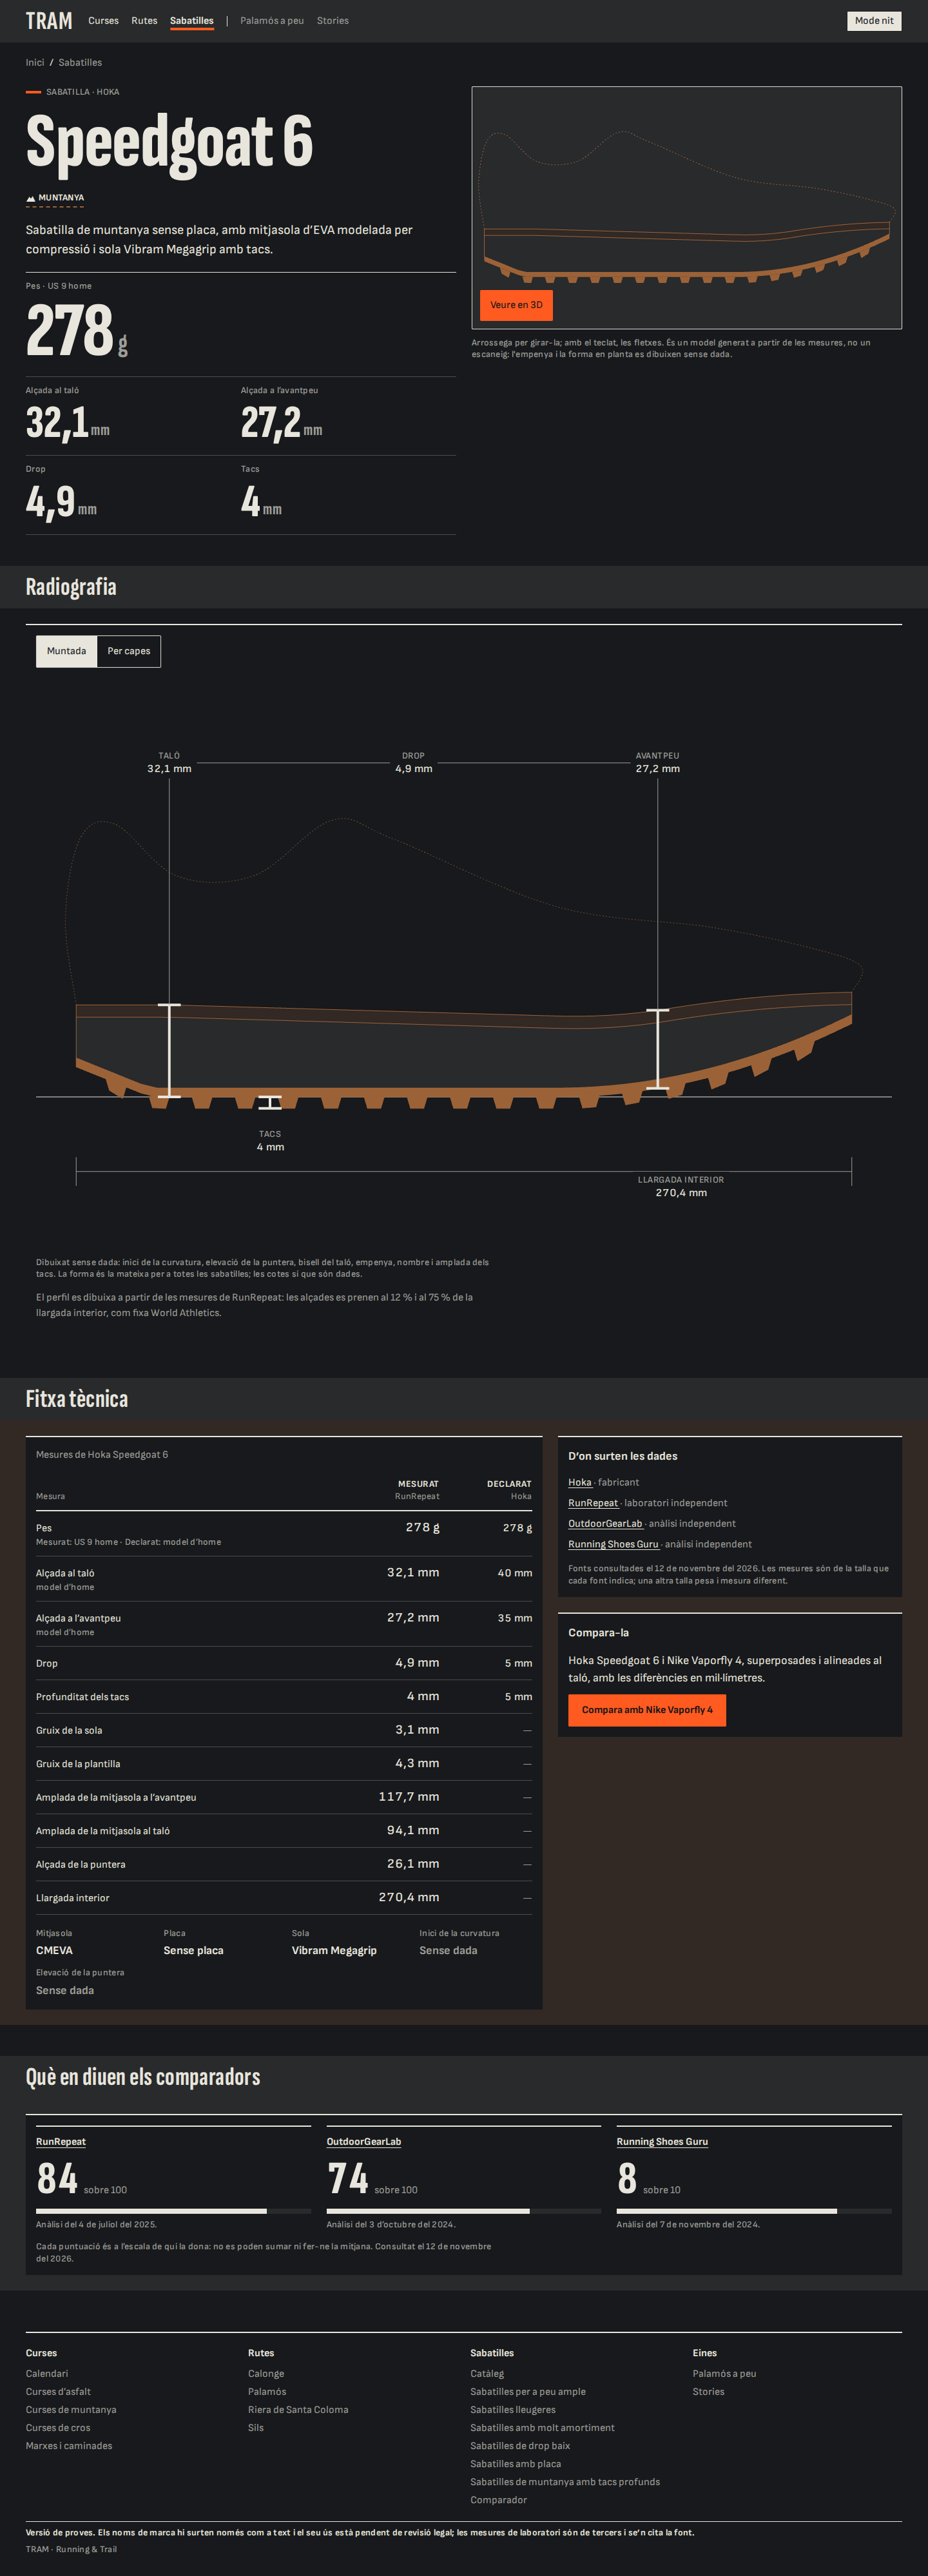 TRAM Curses Rutes Sabatilles Palamós a peu Stories Mode nit
Inici / Sabatilles
SABATILLA · HOKA
Speedgoat 6
MUNTANYA
Sabatilla de muntanya sense placa, amb mitjasola d’EVA modelada per
compressió i sola Vibram Megagrip amb tacs.
Pes · US 9 home
278 g
Alçada al taló Alçada a l’avantpeu
32,1 mm 27,2 mm
Drop Tacs
4,9 mm 4 mm
Veure en 3D
Arrossega per girar-la; amb el teclat, les fletxes. És un model generat a partir de les mesures, no un
escaneig: l’empenya i la forma en planta es dibuixen sense dada.
Radiografia
Muntada Per capes
TALÓ DROP AVANTPEU
32,1 mm 4,9 mm 27,2 mm
TACS
4 mm
LLARGADA INTERIOR
270,4 mm
Dibuixat sense dada: inici de la curvatura, elevació de la puntera, bisell del taló, empenya, nombre i amplada dels
tacs. La forma és la mateixa per a totes les sabatilles; les cotes sí que són dades.
El perfil es dibuixa a partir de les mesures de RunRepeat: les alçades es prenen al 12 % i al 75 % de la
llargada interior, com fixa World Athletics.
Fitxa tècnica
Mesures de Hoka Speedgoat 6
MESURAT DECLARAT
Mesura RunRepeat Hoka
Pes 278 g 278 g
Mesurat: US 9 home · Declarat: model d’home
Alçada al taló 32,1 mm 40 mm
model d’home
Alçada a l’avantpeu 27,2 mm 35 mm
model d’home
Drop 4,9 mm 5 mm
Profunditat dels tacs 4 mm 5 mm
Gruix de la sola 3,1 mm —
Gruix de la plantilla 4,3 mm —
Amplada de la mitjasola a l’avantpeu 117,7 mm —
Amplada de la mitjasola al taló 94,1 mm —
Alçada de la puntera 26,1 mm —
Llargada interior 270,4 mm —
Mitjasola Placa Sola Inici de la curvatura
CMEVA Sense placa Vibram Megagrip Sense dada
Elevació de la puntera
Sense dada
D’on surten les dades
Hoka · fabricant
RunRepeat · laboratori independent
OutdoorGearLab · anàlisi independent
Running Shoes Guru · anàlisi independent
Fonts consultades el 12 de novembre del 2026. Les mesures són de la talla que
cada font indica; una altra talla pesa i mesura diferent.
Compara-la
Hoka Speedgoat 6 i Nike Vaporfly 4, superposades i alineades al
taló, amb les diferències en mil·límetres.
Compara amb Nike Vaporfly 4
Què en diuen els comparadors
RunRepeat OutdoorGearLab Running Shoes Guru
84 sobre 100 74 sobre 100 8 sobre 10
Anàlisi del 4 de juliol del 2025. Anàlisi del 3 d’octubre del 2024. Anàlisi del 7 de novembre del 2024.
Cada puntuació és a l’escala de qui la dona: no es poden sumar ni fer-ne la mitjana. Consultat el 12 de novembre
del 2026.
Curses Rutes Sabatilles Eines
Calendari Calonge Catàleg Palamós a peu
Curses d’asfalt Palamós Sabatilles per a peu ample Stories
Curses de muntanya Riera de Santa Coloma Sabatilles lleugeres
Curses de cros Sils Sabatilles amb molt amortiment
Marxes i caminades Sabatilles de drop baix
Sabatilles amb placa
Sabatilles de muntanya amb tacs profunds
Comparador
Versió de proves. Els noms de marca hi surten només com a text i el seu ús està pendent de revisió legal; les mesures de laboratori són de tercers i se’n cita la font.
TRAM · Running & Trail